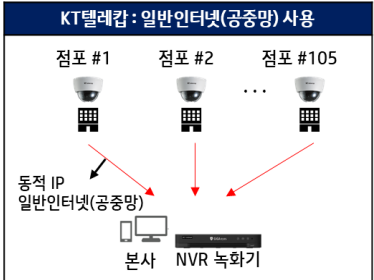 KT텔레캅 : 일반인터넷(공중망) 사용
점포 #1
점포 #2
점포 #105
...
동적 IP
일반인터넷(공중망)
본사
NVR 녹화기